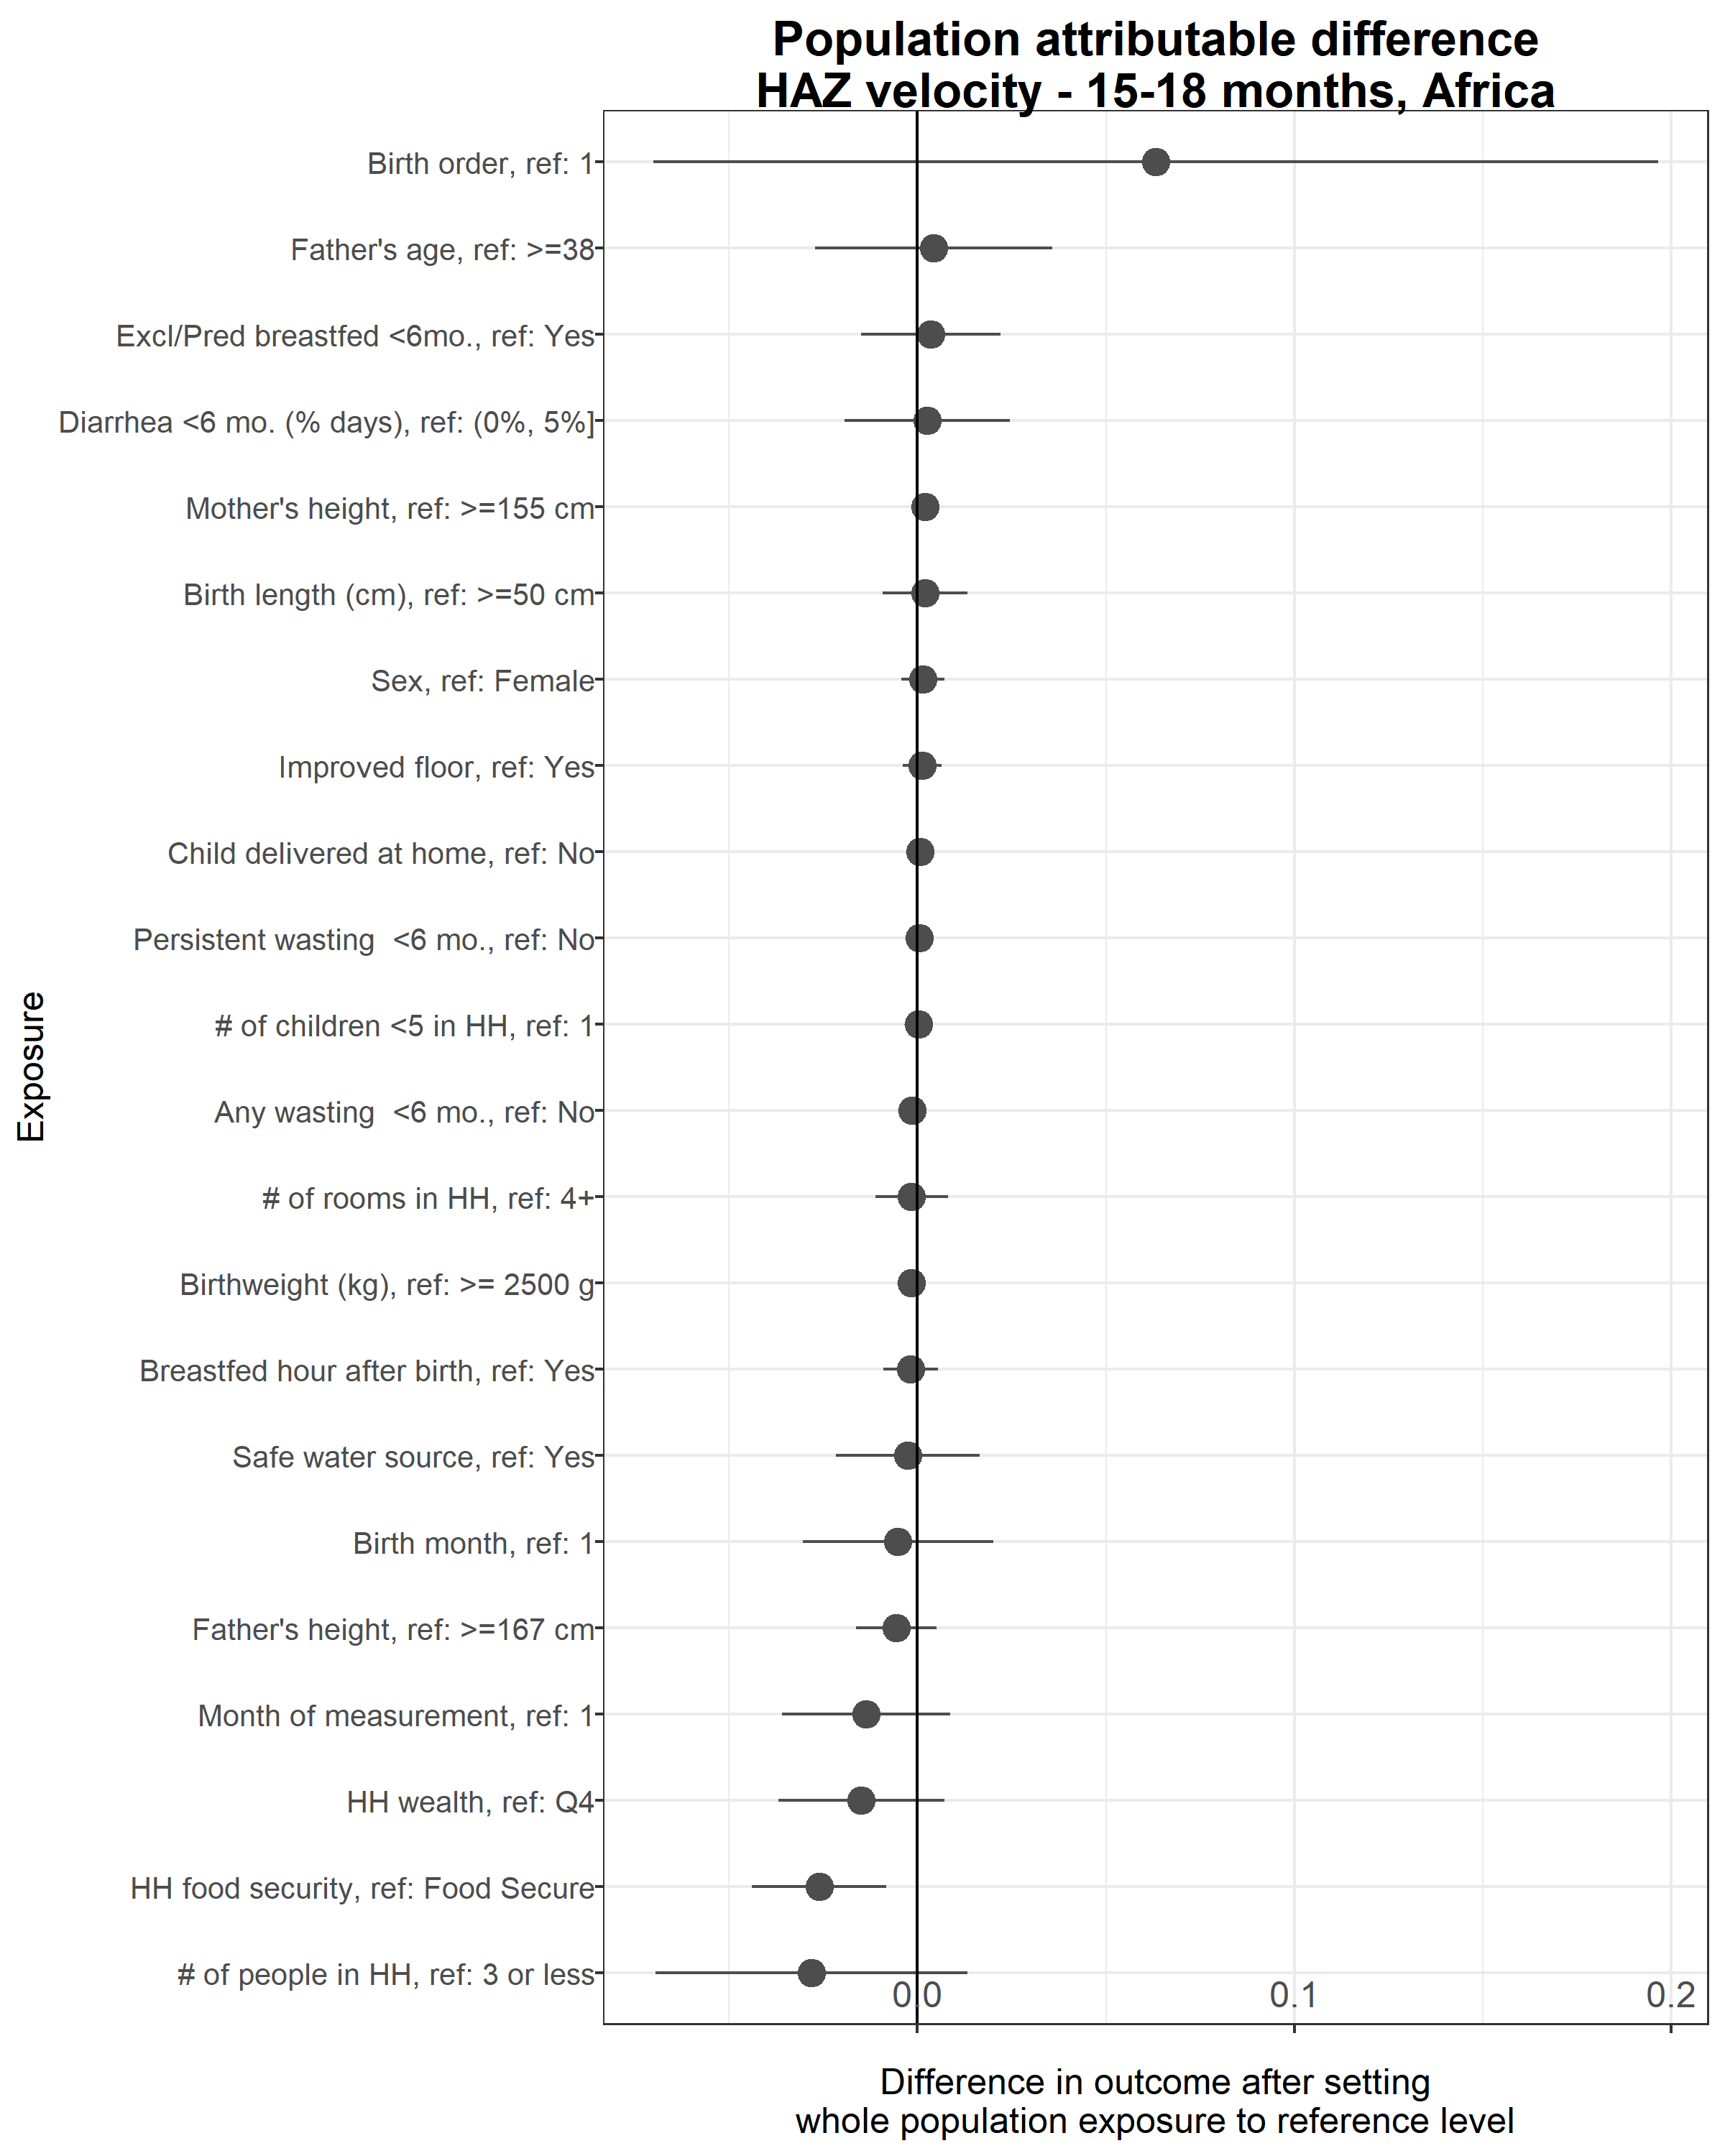 Population attributable difference
HAZ velocity - 15-18 months, Africa
Birth order, ref: 1
Father's age, ref: >=38
Excl/Pred breastfed <6mo., ref: Yes
Diarrhea <6 mo. (% days), ref: (0%, 5%]
Mother's height, ref: >=155 cm
Birth length (cm), ref: >=50 cm
Sex, ref: Female
Improved floor, ref: Yes
Child delivered at home, ref: No
Persistent wasting  <6 mo., ref: No
# of children <5 in HH, ref: 1
Any wasting  <6 mo., ref: No
# of rooms in HH, ref: 4+
Birthweight (kg), ref: >= 2500 g
Breastfed hour after birth, ref: Yes
Safe water source, ref: Yes
Birth month, ref: 1
Father's height, ref: >=167 cm
Month of measurement, ref: 1
HH wealth, ref: Q4
HH food security, ref: Food Secure
# of people in HH, ref: 3 or less
Exposure
0.0 0.1 0.2
Difference in outcome after setting
whole population exposure to reference level